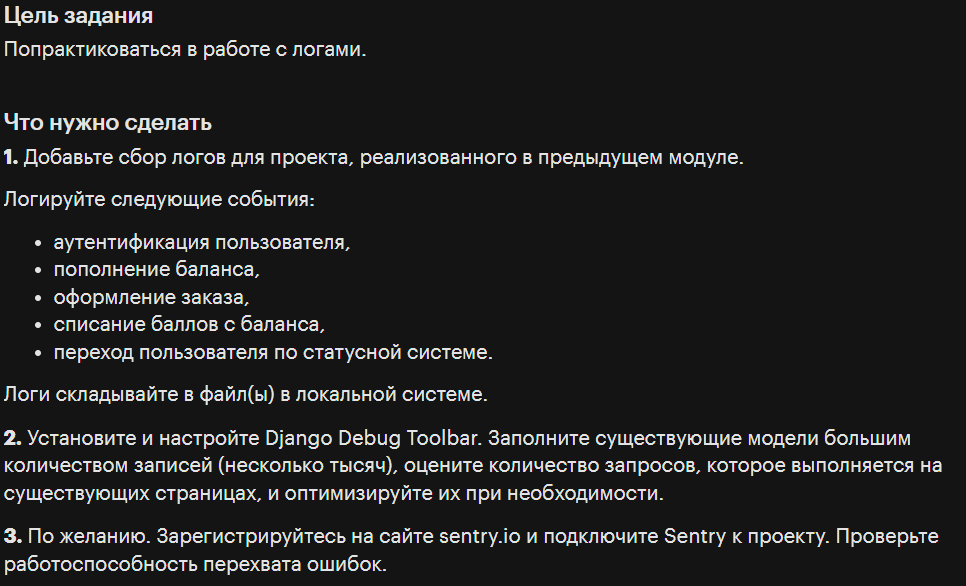 Цель задания
Попрактиковаться в работе с логами.
Что нужно сделать
1. Добавьте сбор логов для проекта, реализованного в предыдущем модуле.
Логируйте следующие события:
• аутентификация пользователя,
• пополнение баланса,
• оформление заказа,
• списание баллов с баланса,
• переход пользователя по статусной системе.
Логи складывайте в файл(ы) в локальной системе.
2. Установите и настройте Django Debug Toolbar. Заполните существующие модели большим
количеством записей (несколько тысяч), оцените количество запросов, которое выполняется на
существующих страницах, и оптимизируйте их при необходимости.
3. По желанию. Зарегистрируйтесь на сайте sentry.io и подключите Sentry к проекту. Проверьте
работоспособность перехвата ошибок.